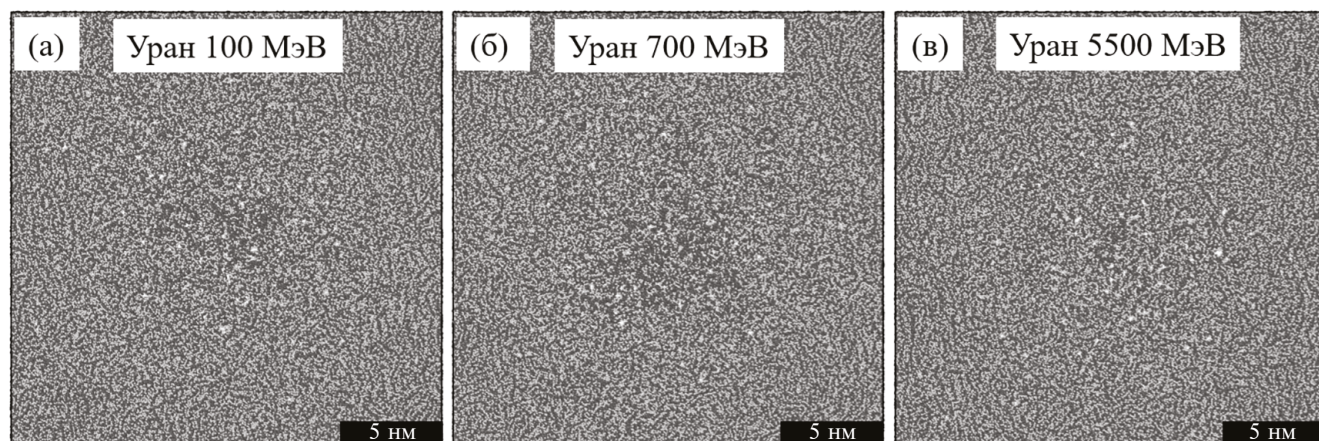 (а) Уран 100 МэВ
(б) Уран 700 МэВ
(в) Уран 5500 МэВ
5 нм
5 нм
5 нм